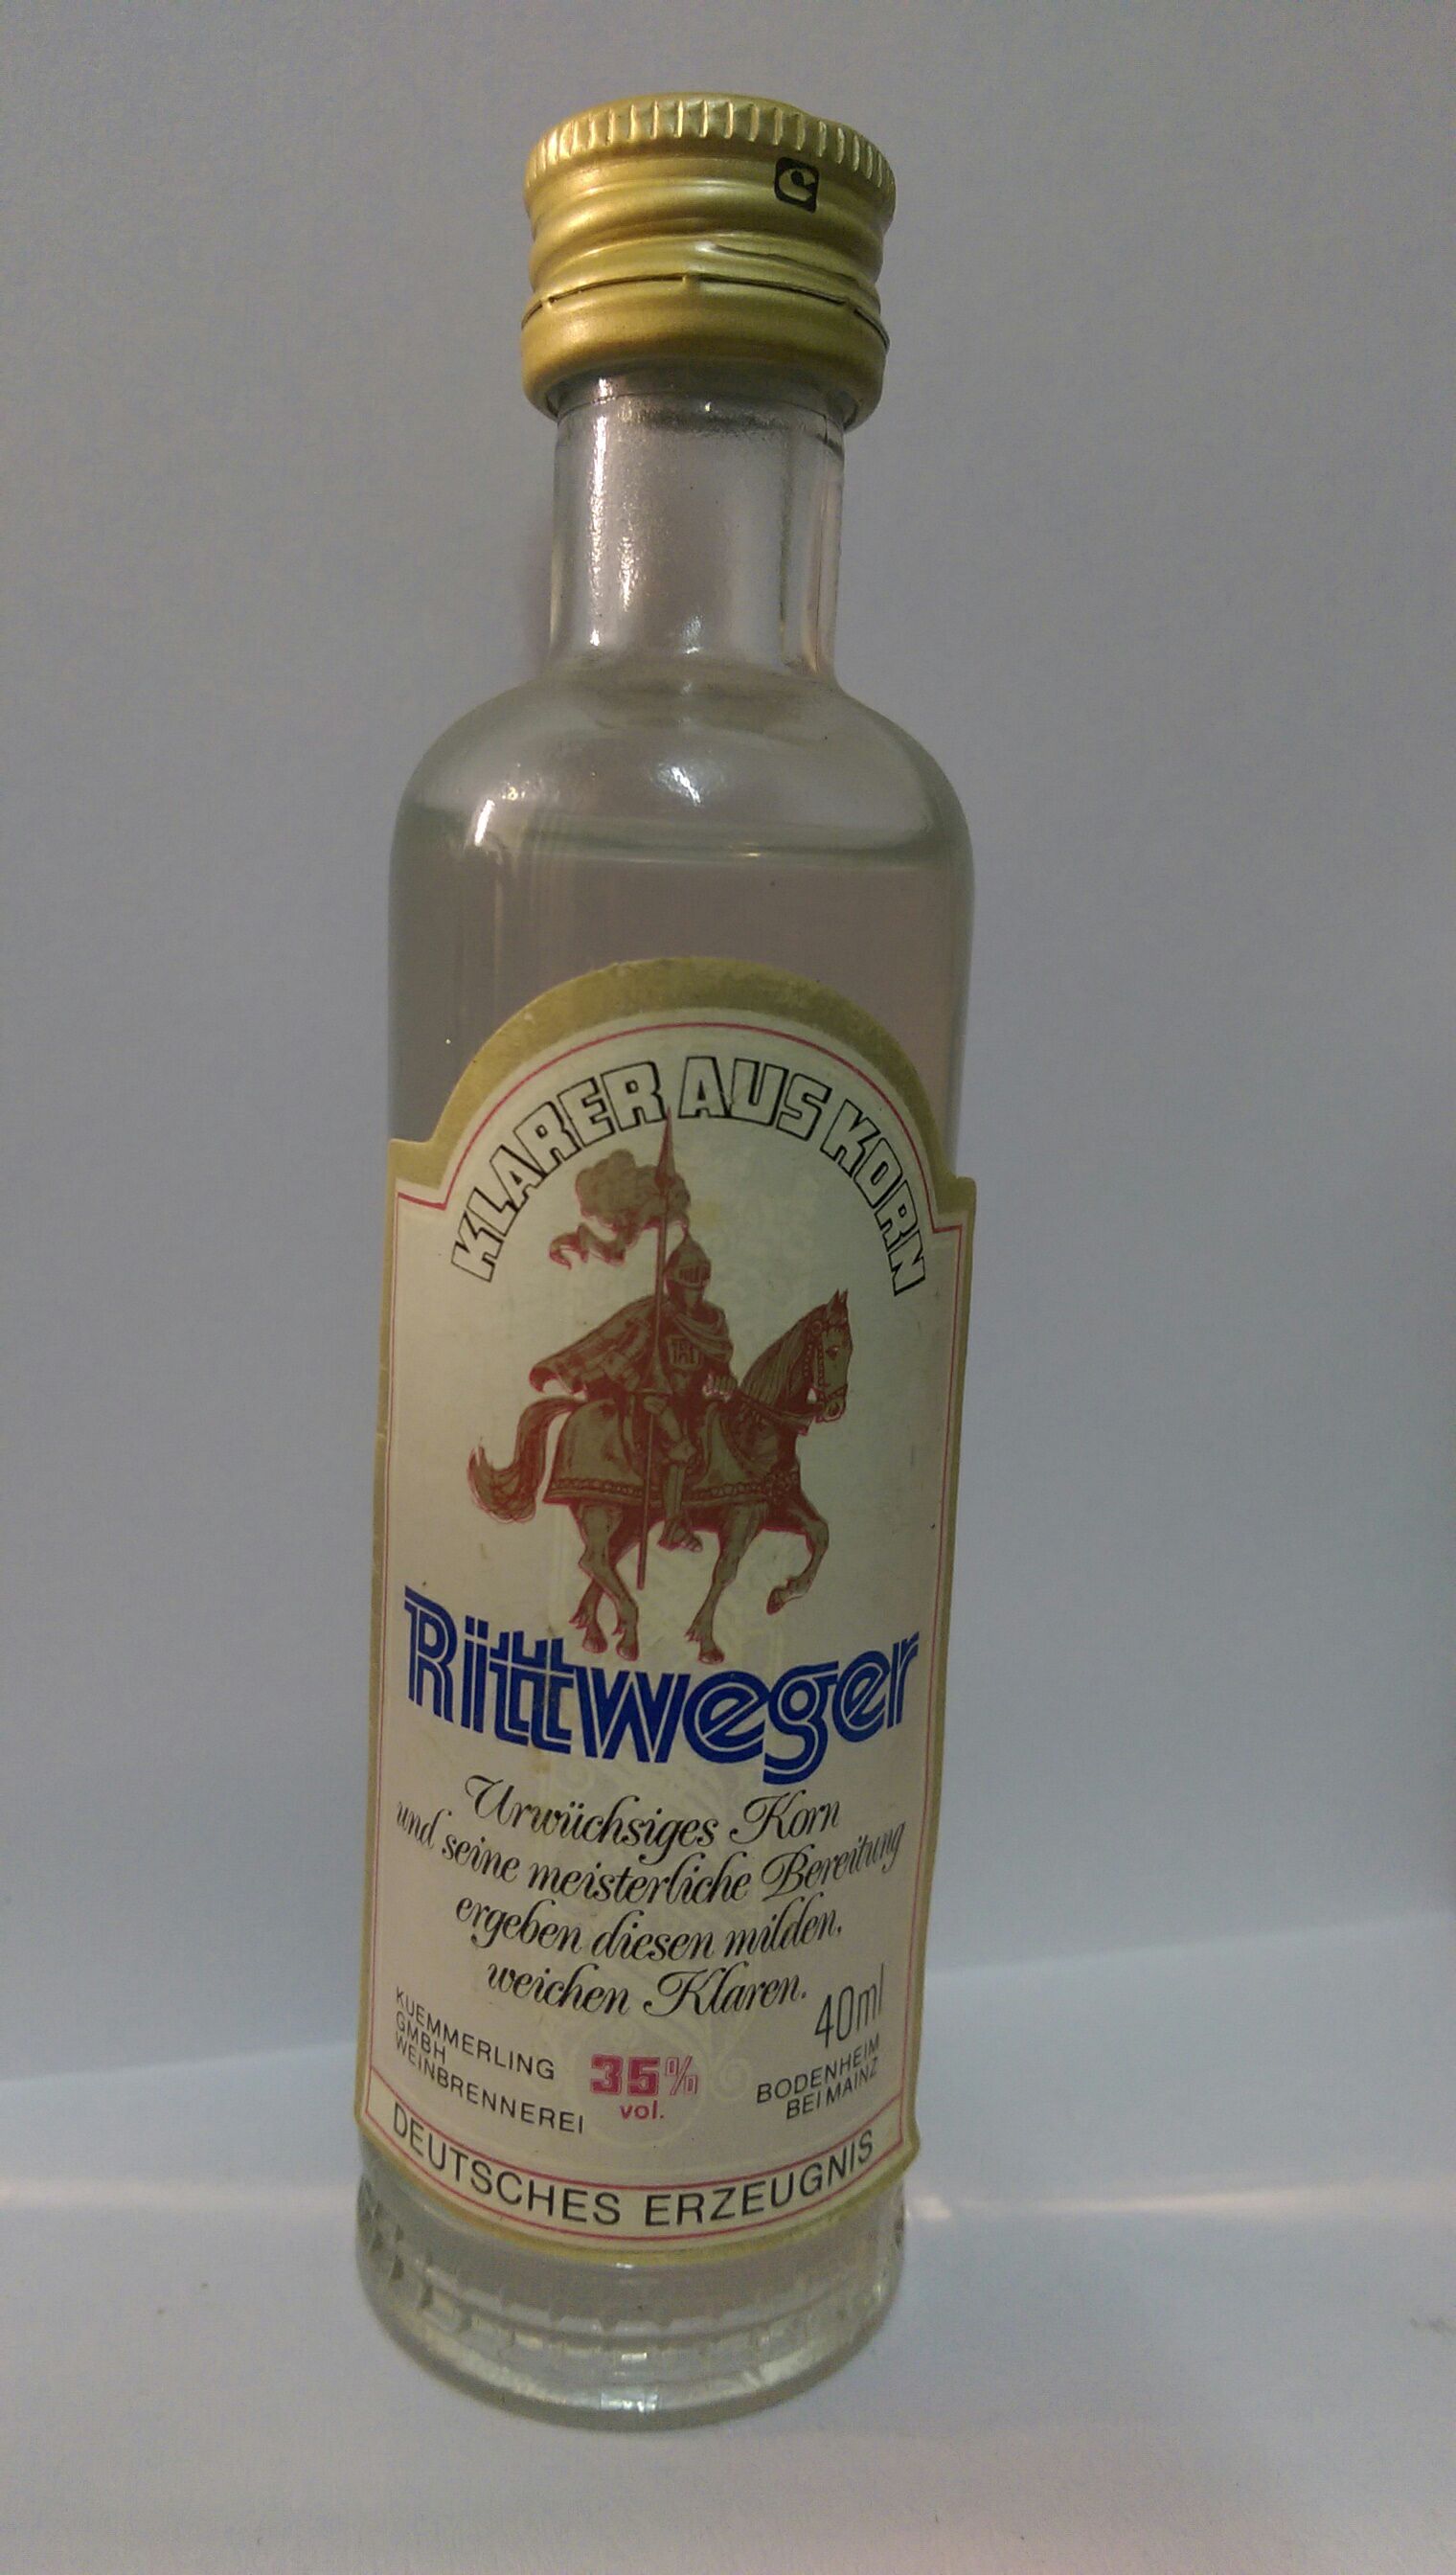 KLARER AUS KORN
Rittweger
Urwüchsiges Korn
und seine meisterliche Bereitung
ergeben diesen milden,
weichen Klaren.
40ml
KUEMMERLING
GMBH
WEINBRENNEREI
35%
vol.
BODENHEIM
BEI MAINZ
DEUTSCHES ERZEUGNIS